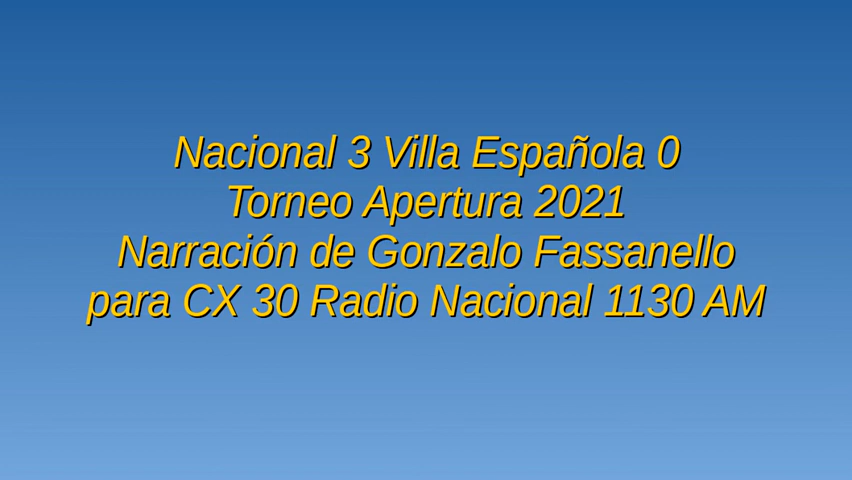 Nacional 3 Villa Española 0
Torneo Apertura 2021
Narración de Gonzalo Fassanello
para CX 30 Radio Nacional 1130 AM